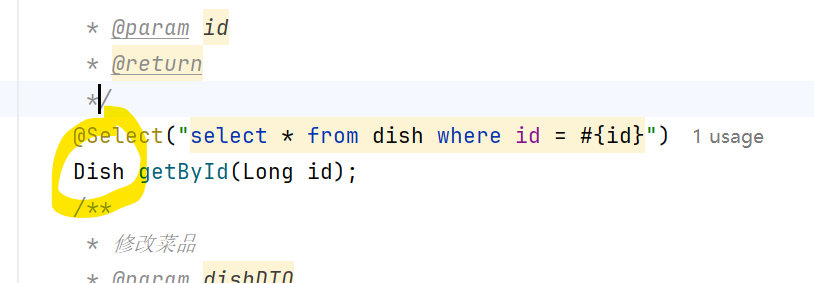 * @param id
* @return
*/
@Select("select * from dish where id = #{id}") 1 usage
Dish getById(Long id);
/**
* 修改菜品
* @param dishDTO